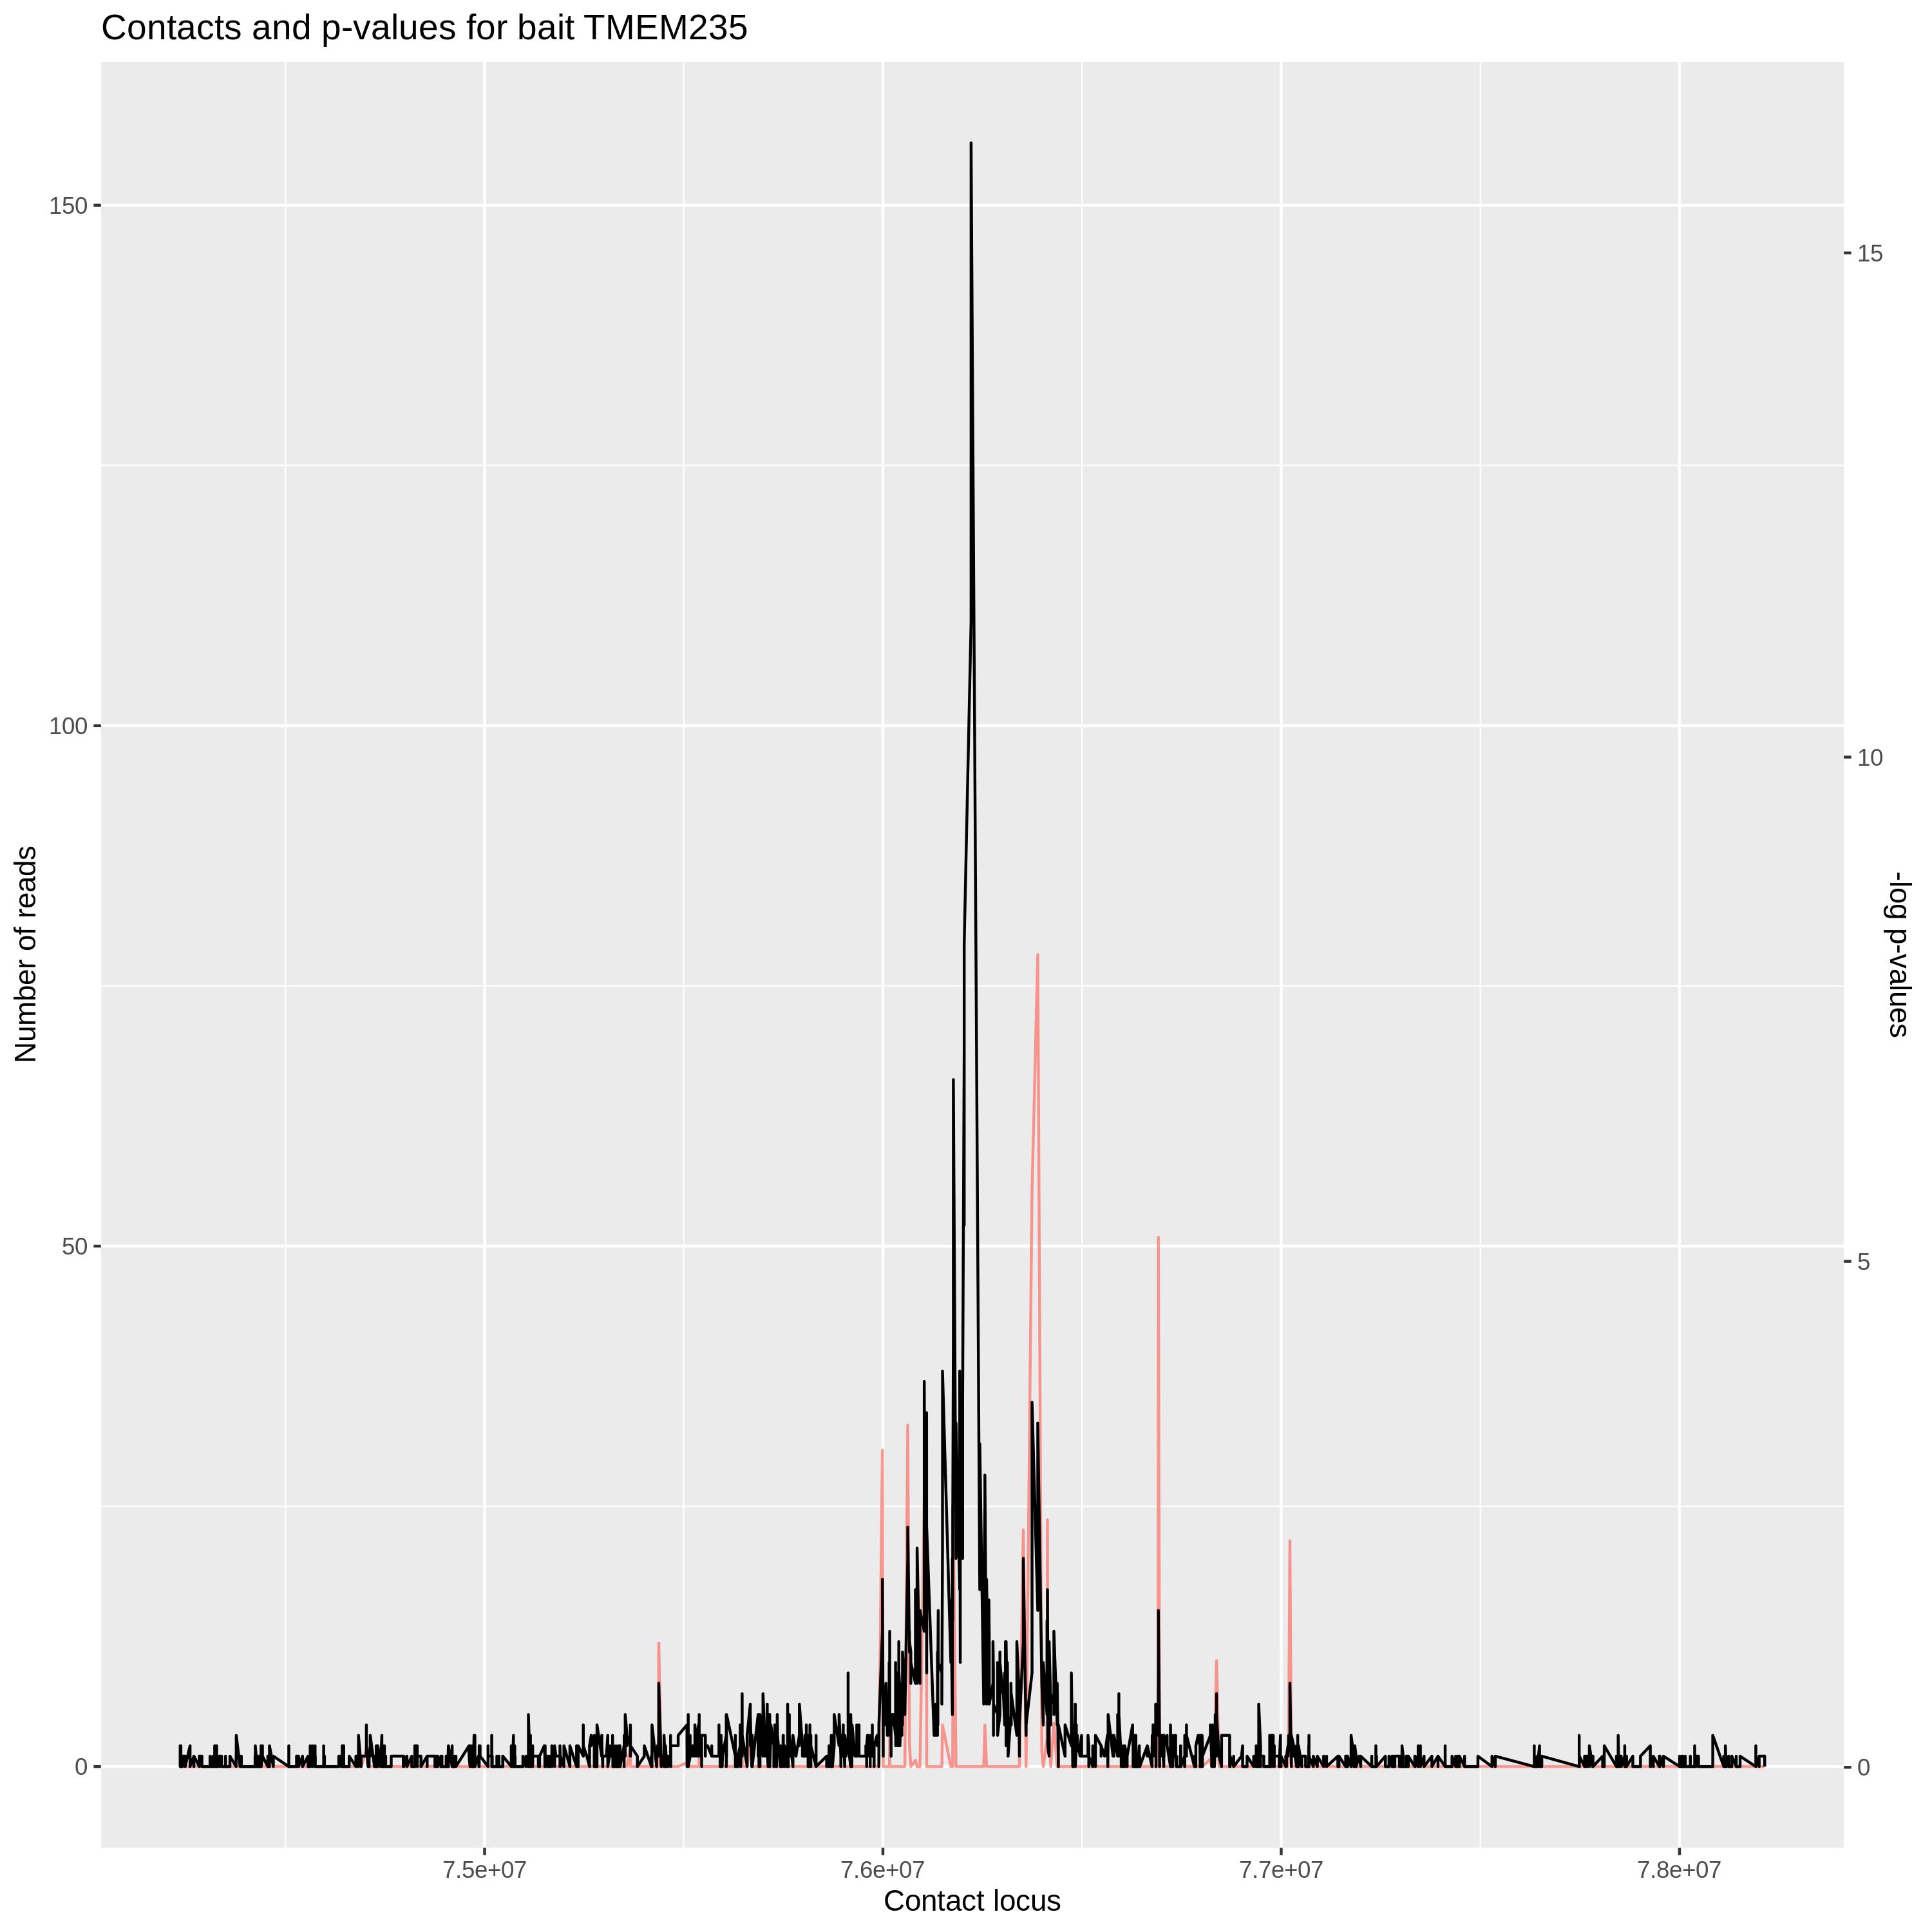 Contacts and p-values for bait TMEM235
150
100
50
0
Number of reads
15
10
5
0
-log p-values
7.5e+07 7.6e+07 7.7e+07 7.8e+07
Contact locus